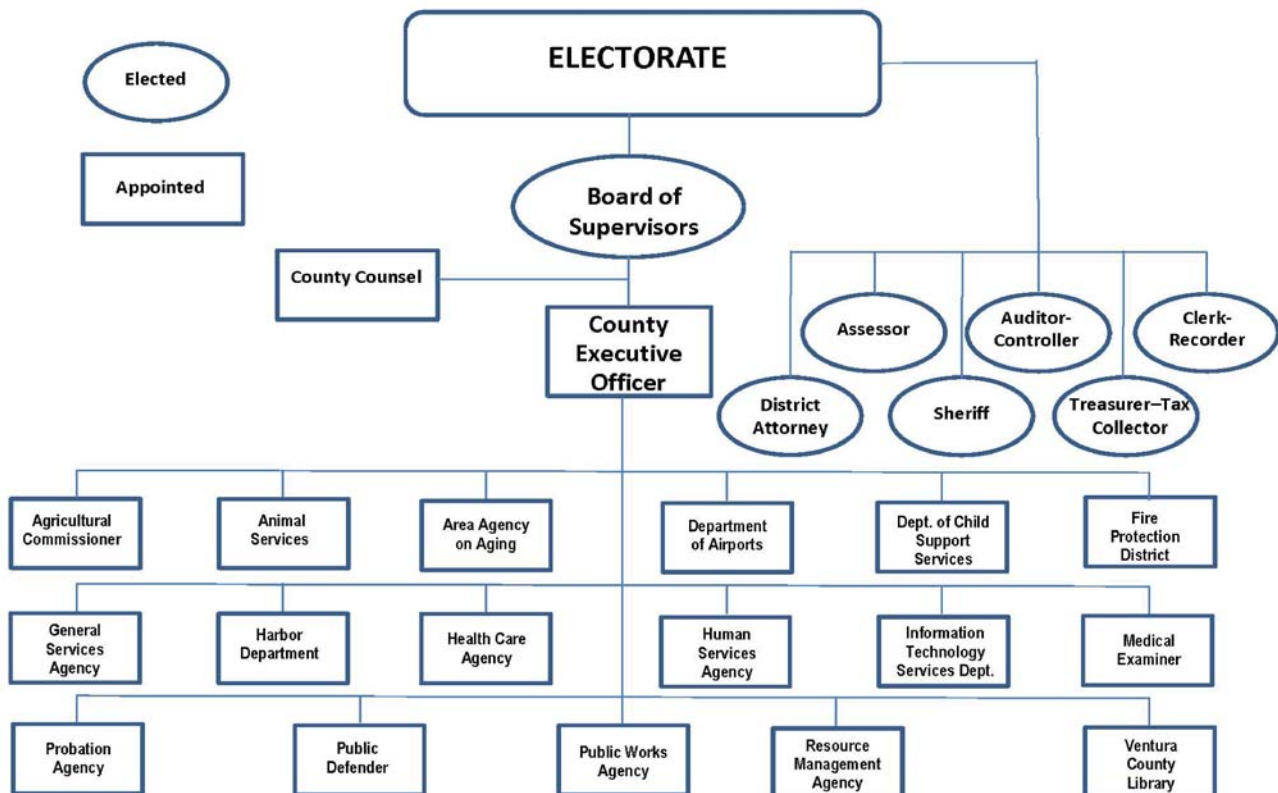 ELECTORATE
Elected
Appointed
Board of
Supervisors
County Counsel
County
Executive
Officer
Assessor
Auditor-
Controller
Clerk-
Recorder
District
Attorney
Sheriff
Treasurer–Tax
Collector
Agricultural
Commissioner
Animal
Services
Area Agency
on Aging
Department
of Airports
Dept. of Child
Support
Services
Fire
Protection
District
General
Services
Agency
Harbor
Department
Health Care
Agency
Human
Services
Agency
Information
Technology
Services Dept.
Medical
Examiner
Probation
Agency
Public
Defender
Public Works
Agency
Resource
Management
Agency
Ventura
County
Library